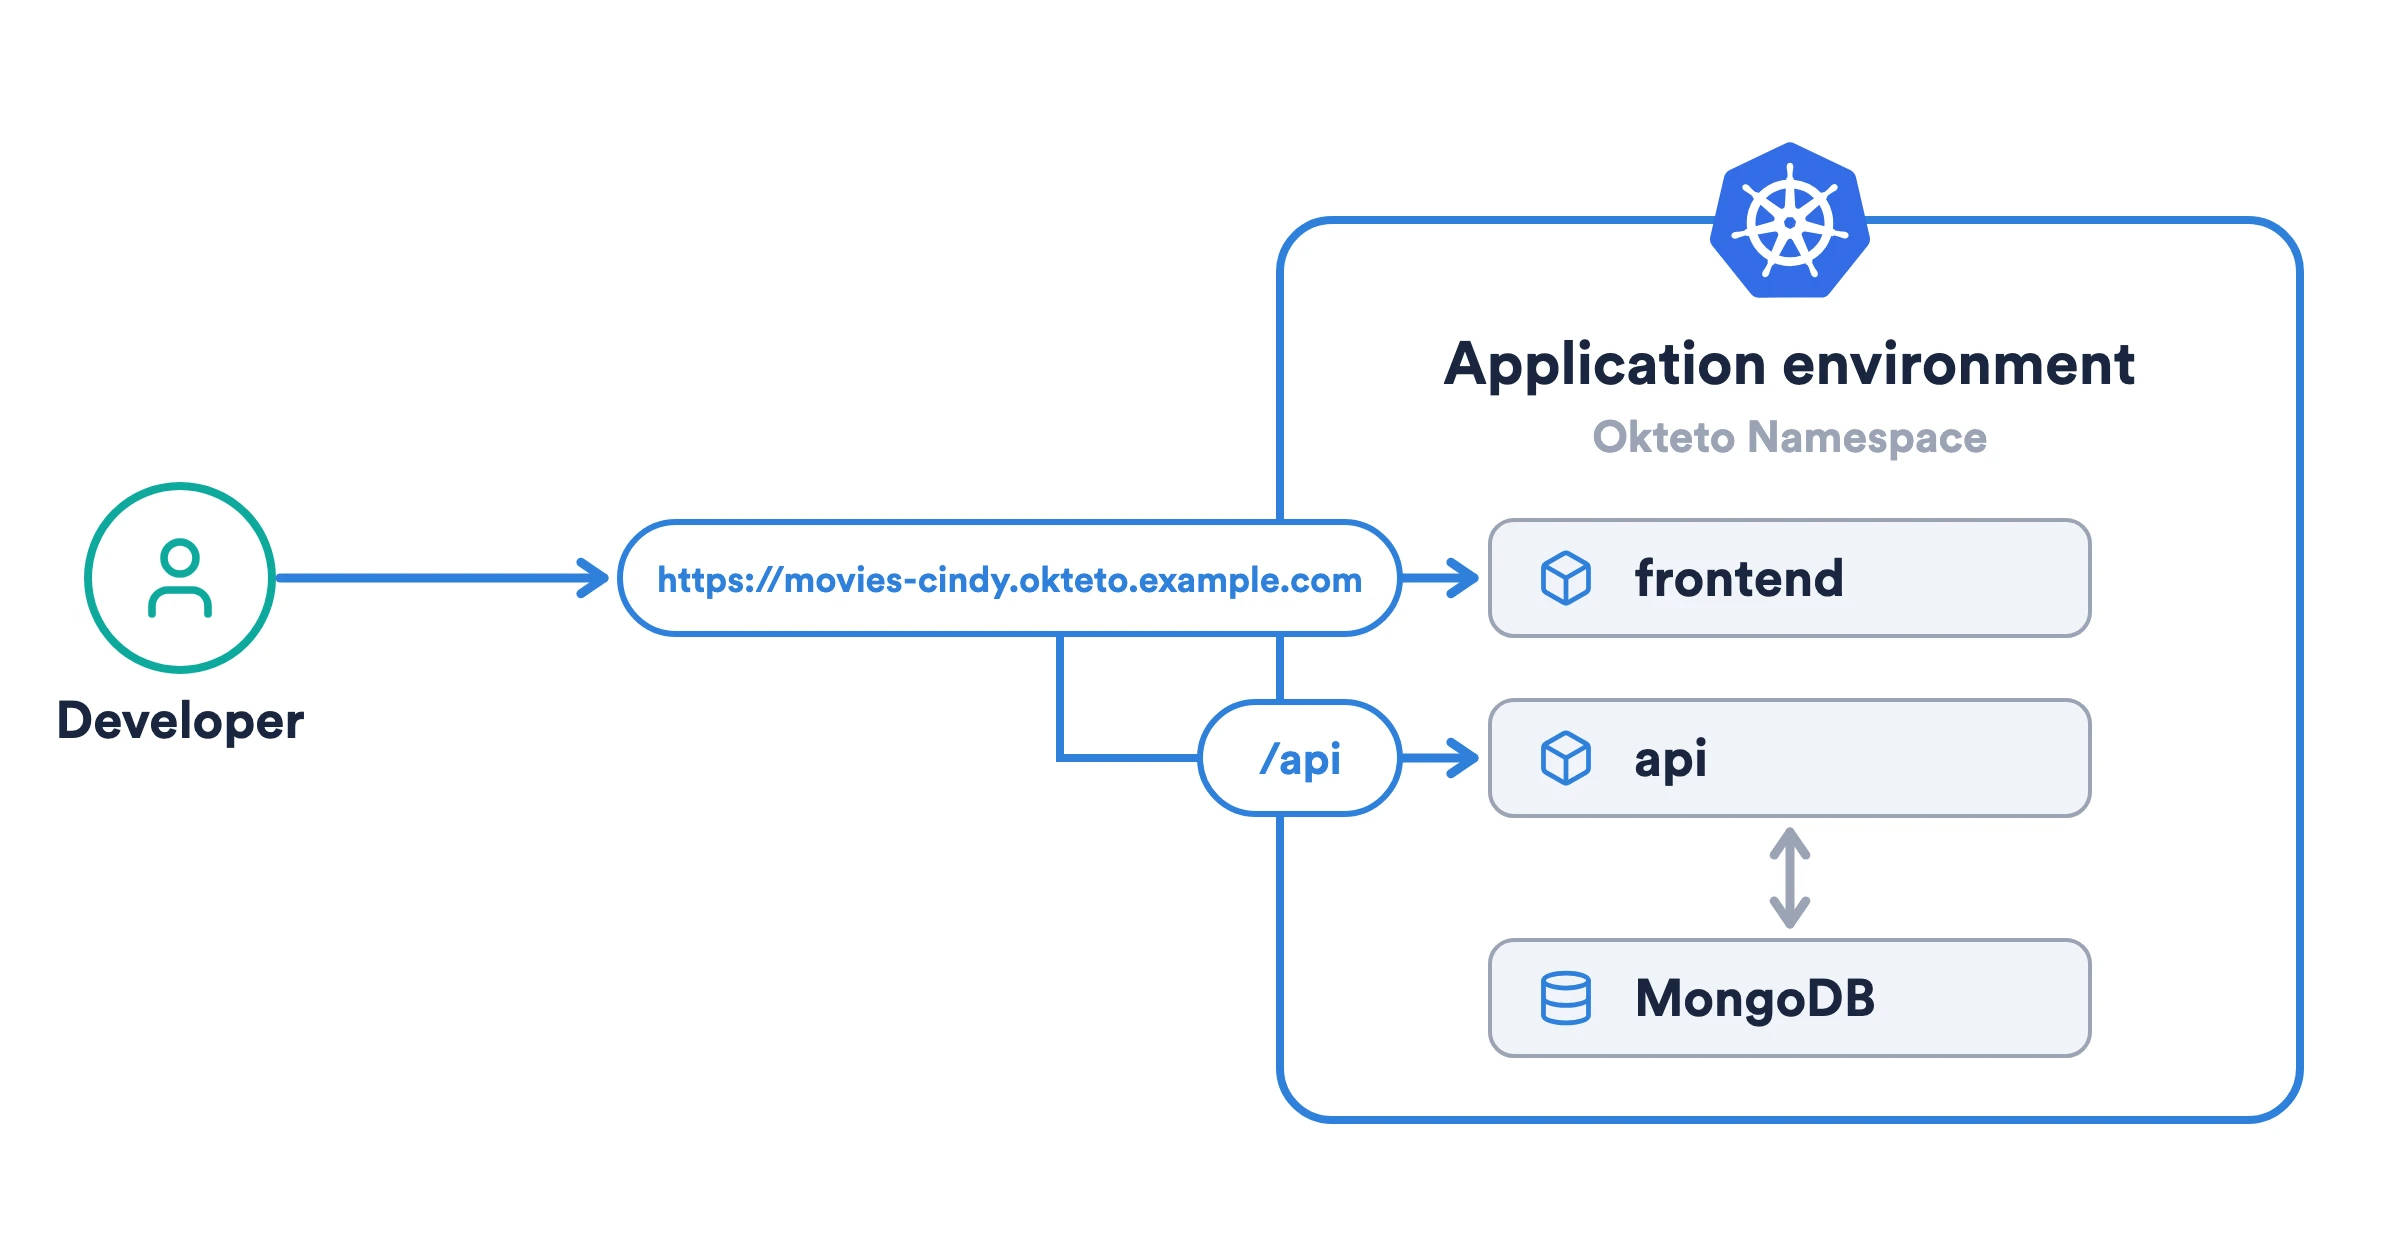 Application environment
Okteto Namespace
Developer
https://movies-cindy.okteto.example.com
frontend
/api
api
MongoDB